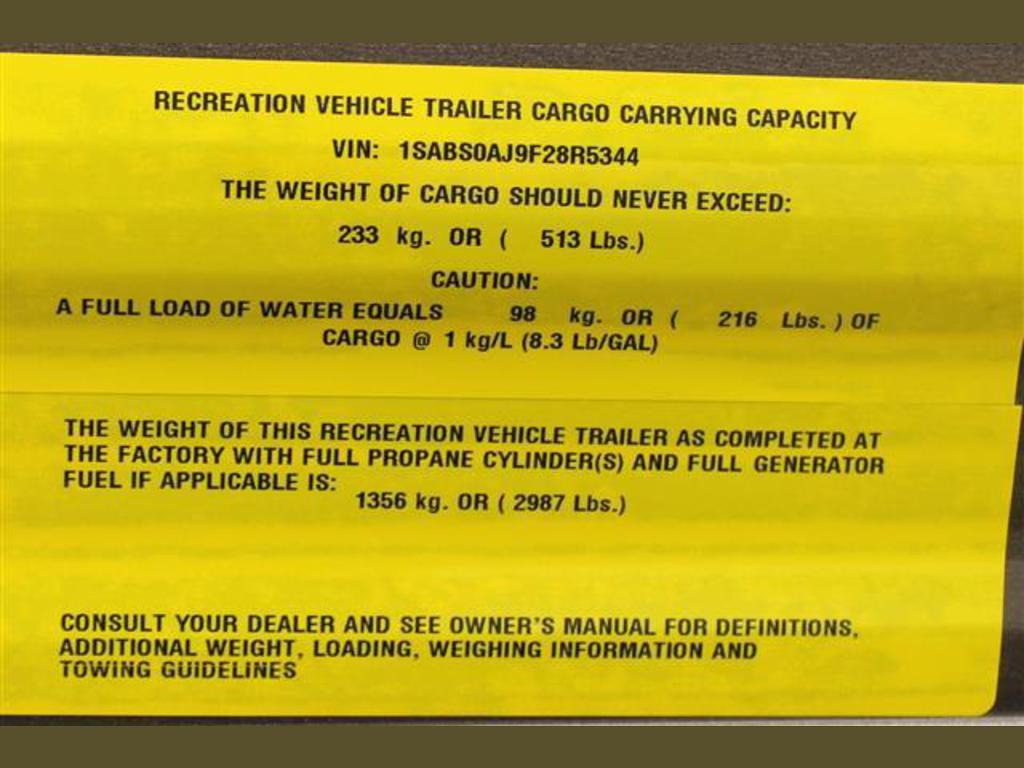 RECREATION VEHICLE TRAILER CARGO CARRYING CAPACITY
VIN: 1SABS0AJ9F28R5344
THE WEIGHT OF CARGO SHOULD NEVER EXCEED:
233 kg. OR ( 513 Lbs.)
CAUTION:
A FULL LOAD OF WATER EQUALS 98 kg. OR ( 216 Lbs. ) OF
CARGO @ 1 kg/L (8.3 Lb/GAL)
THE WEIGHT OF THIS RECREATION VEHICLE TRAILER AS COMPLETED AT
THE FACTORY WITH FULL PROPANE CYLINDER(S) AND FULL GENERATOR
FUEL IF APPLICABLE IS:
1356 kg. OR ( 2987 Lbs.)
CONSULT YOUR DEALER AND SEE OWNER'S MANUAL FOR DEFINITIONS,
ADDITIONAL WEIGHT, LOADING, WEIGHING INFORMATION AND
TOWING GUIDELINES